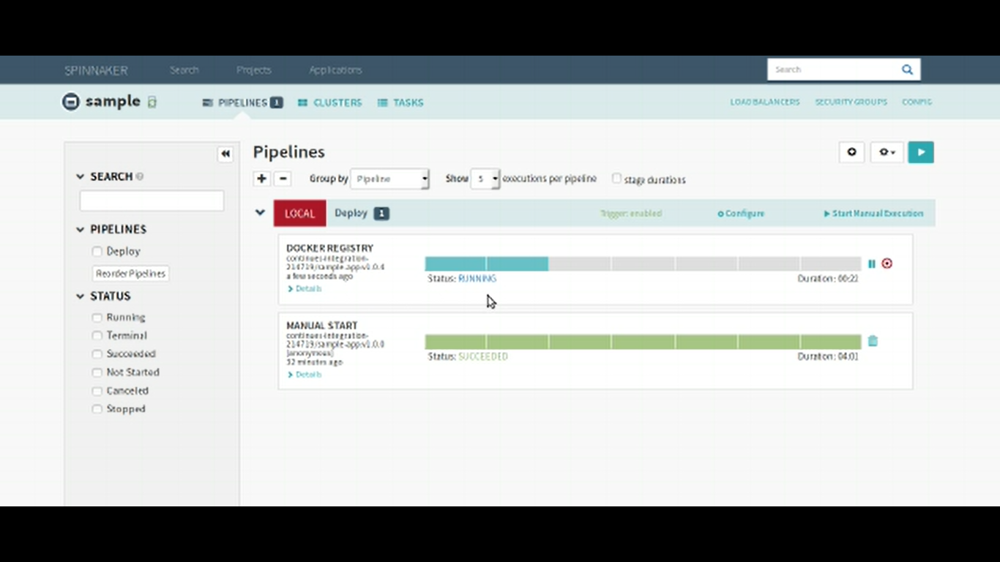 SPINNAKER Search Projects Applications Search
sample PIPELINES 1 CLUSTERS TASKS LOAD BALANCERS SECURITY GROUPS CONFIG
Pipelines
SEARCH
Group by Pipeline Show 5 executions per pipeline stage durations
LOCAL Deploy 1 Trigger: enabled Configure Start Manual Execution
PIPELINES
Deploy
Reorder Pipelines
STATUS
Running
Terminal
Succeeded
Not Started
Canceled
Stopped
DOCKER REGISTRY
continues-integration-
214719/sample-app:v1.0.4
a few seconds ago
Details
Status: RUNNING Duration: 00:22
MANUAL START
continues-integration-
214719/sample-app:v1.0.0
[anonymous]
32 minutes ago
Details
Status: SUCCEEDED Duration: 04:01